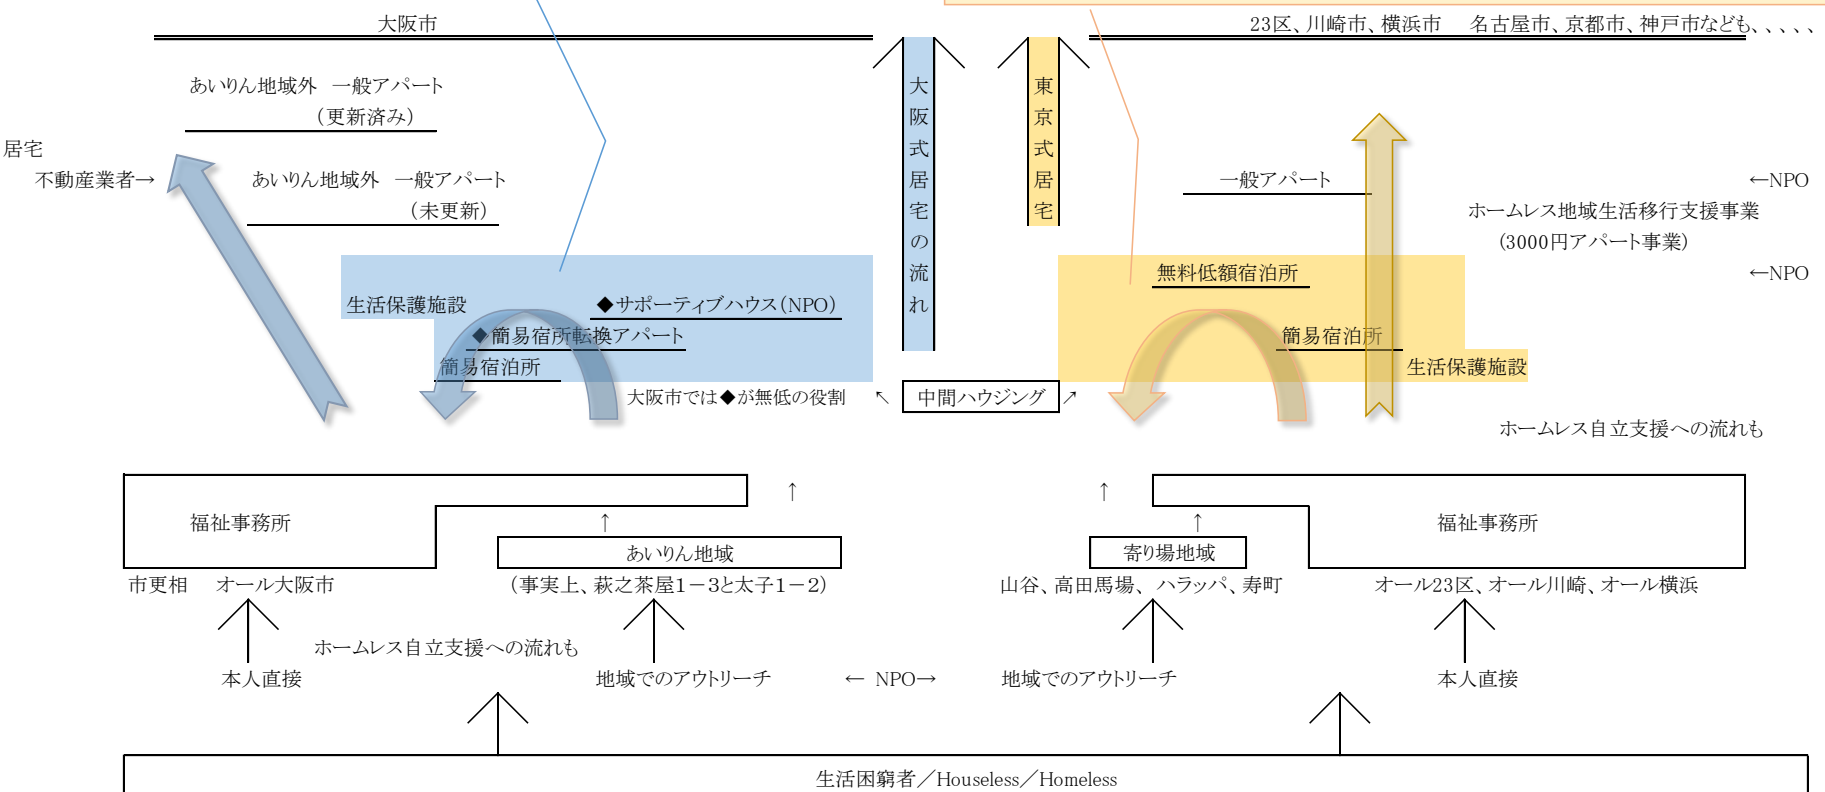 大阪市
23区、川崎市、横浜市　名古屋市、京都市、神戸市なども、、、、、
あいりん地域外　一般アパート
（更新済み）
居宅
不動産業者→
あいりん地域外　一般アパート
（未更新）
大阪式居宅の流れ
東京式居宅
一般アパート
←NPO
ホームレス地域生活移行支援事業
(3000円アパート事業)
無料低額宿泊所
←NPO
生活保護施設
◆サポーティブハウス(NPO)
◆簡易宿所転換アパート
簡易宿泊所
簡易宿泊所
生活保護施設
大阪市では◆が無低の役割
↖
中間ハウジング
↗
ホームレス自立支援への流れも
福祉事務所
↑
↑
あいりん地域
↑
↑
寄り場地域
福祉事務所
市更相　オール大阪市
（事実上、萩之茶屋1－3と太子1－2）
山谷、高田馬場、ハラッパ、寿町
オール23区、オール川崎、オール横浜
ホームレス自立支援への流れも
本人直接
地域でのアウトリーチ
← NPO→
地域でのアウトリーチ
本人直接
生活困窮者／Houseless／Homeless